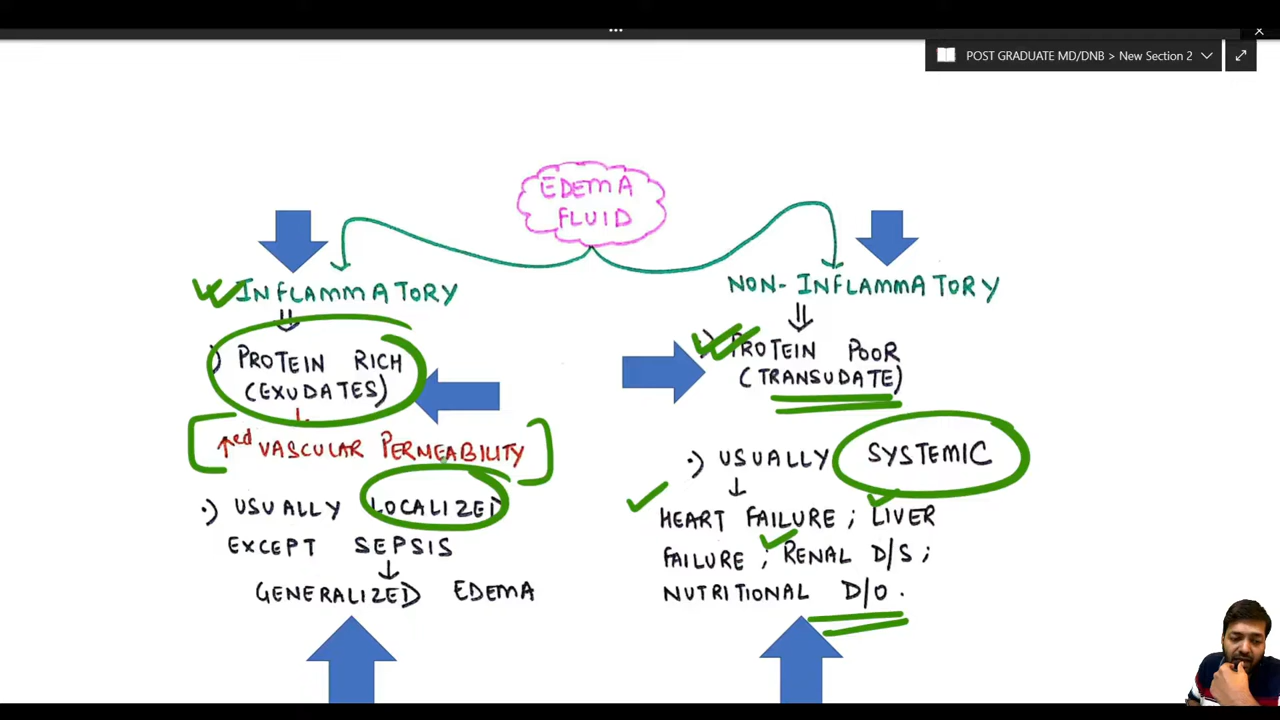 ...
POST GRADUATE MD/DNB > New Section 2
EDEMA
FLUID
INFLAMMATORY
.) PROTEIN RICH
(EXUDATES)
↑ed VASCULAR PERMEABILITY
.) USUALLY LOCALIZED
EXCEPT SEPSIS
↓
GENERALIZED EDEMA
NON-INFLAMMATORY
⇓
.) PROTEIN POOR
(TRANSUDATE)
.) USUALLY SYSTEMIC
↓
HEART FAILURE ; LIVER
FAILURE ; RENAL D/S ;
NUTRITIONAL D/O .